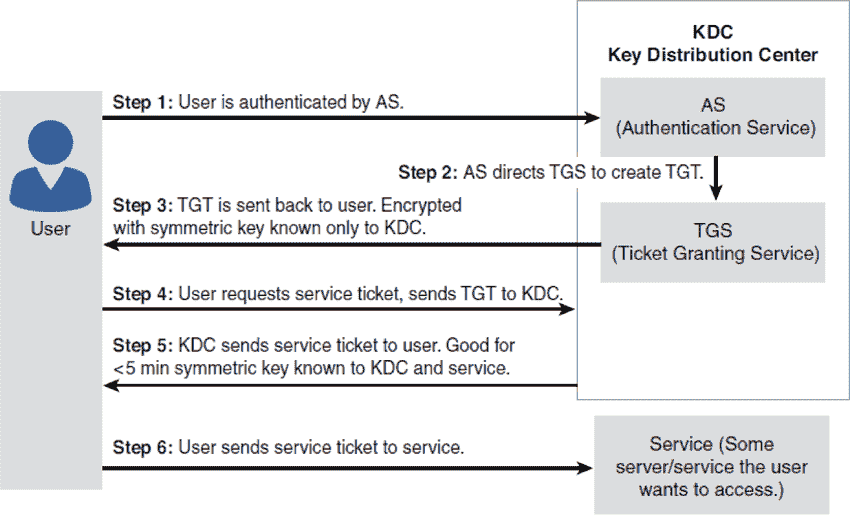 KDC
Key Distribution Center
Step 1: User is authenticated by AS.
AS
(Authentication Service)
Step 2: AS directs TGS to create TGT.
User
Step 3: TGT is sent back to user. Encrypted
with symmetric key known only to KDC.
TGS
(Ticket Granting Service)
Step 4: User requests service ticket, sends TGT to KDC.
Step 5: KDC sends service ticket to user. Good for
<5 min symmetric key known to KDC and service.
Step 6: User sends service ticket to service.
Service (Some
server/service the user
wants to access.)